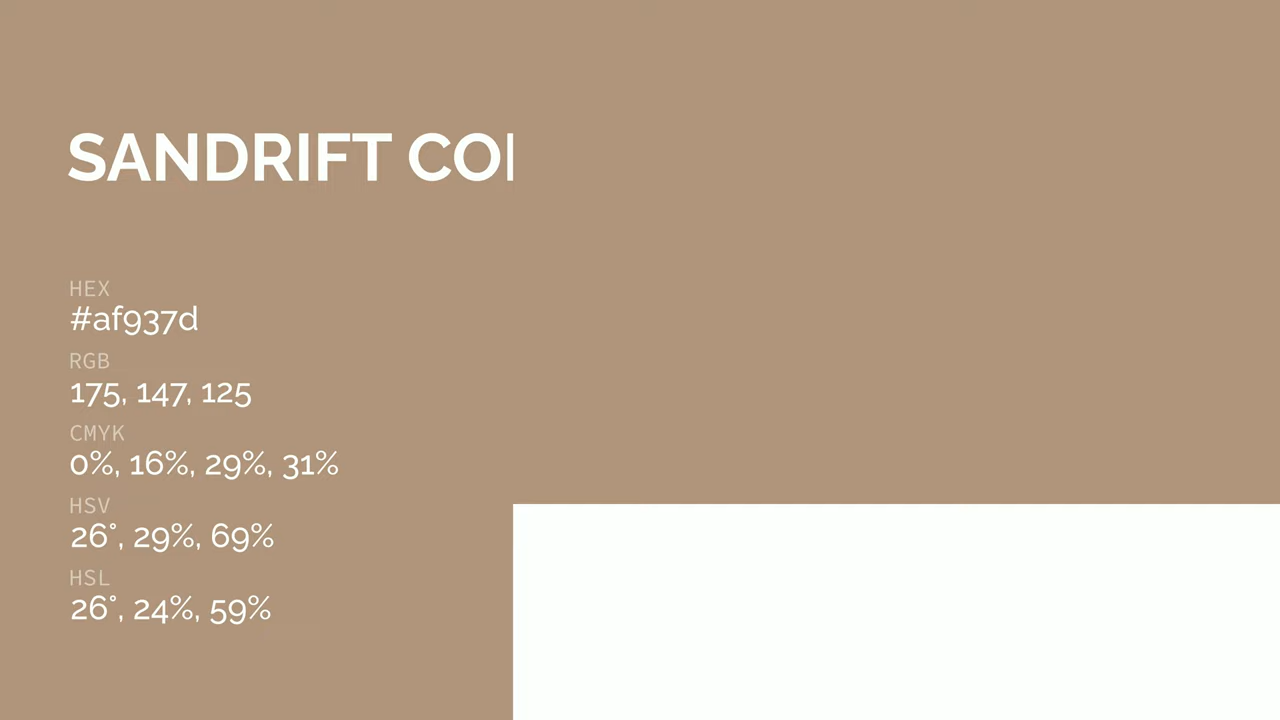 SANDRIFT CO
HEX
#af937d
RGB
175, 147, 125
CMYK
0%, 16%, 29%, 31%
HSV
26°, 29%, 69%
HSL
26°, 24%, 59%